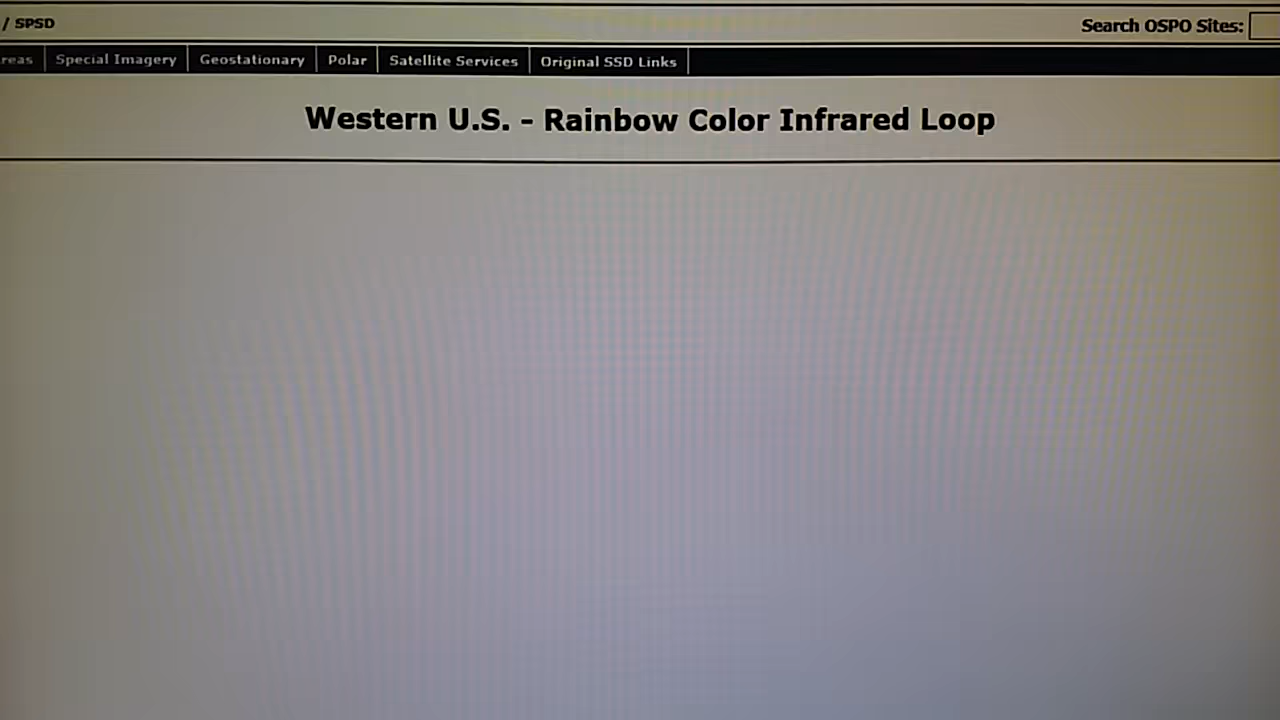 / SPSD
Search OSPO Sites:
Special Imagery
Geostationary
Polar
Satellite Services
Original SSD Links
Western U.S. - Rainbow Color Infrared Loop